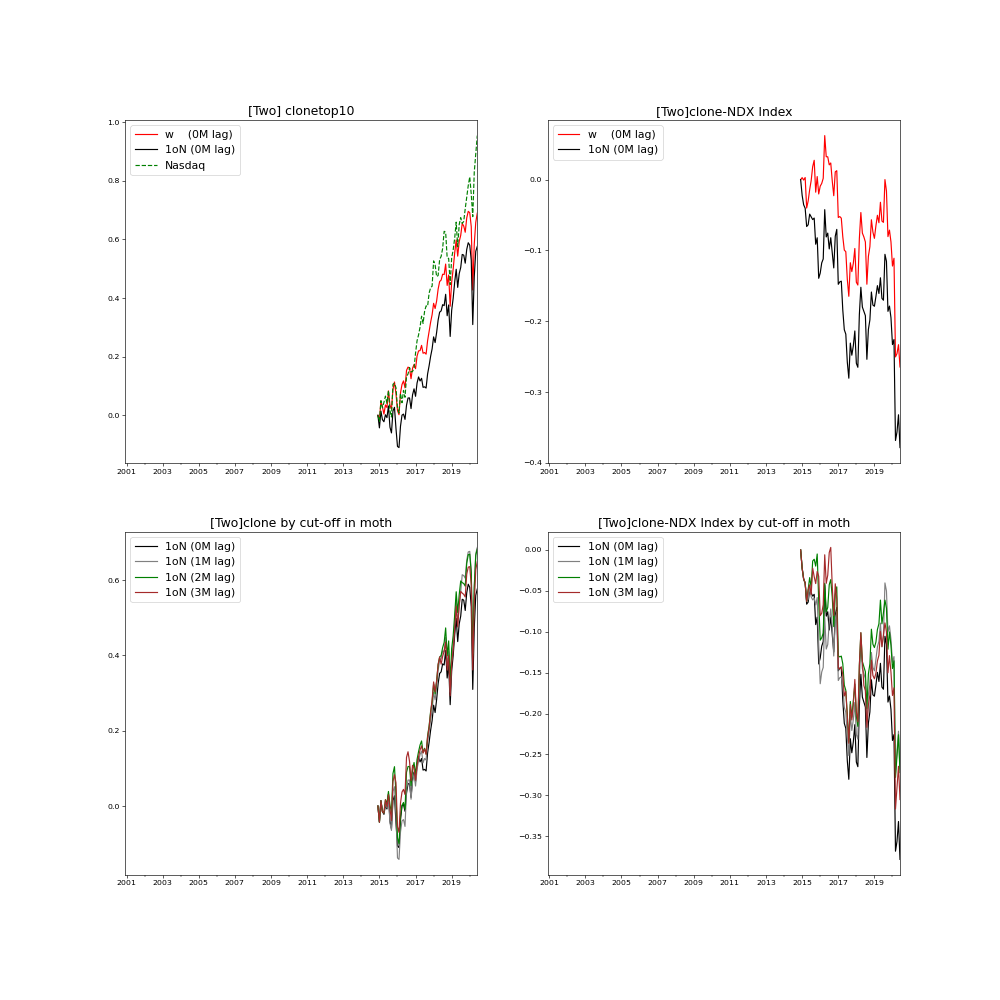 [Two] clonetop10
1.0
0.8
0.6
0.4
0.2
0.0
w (0M lag)
1oN (0M lag)
Nasdaq
2001 2003 2005 2007 2009 2011 2013 2015 2017 2019
[Two]clone-NDX Index
0.0
−0.1
−0.2
−0.3
−0.4
w (0M lag)
1oN (0M lag)
2001 2003 2005 2007 2009 2011 2013 2015 2017 2019
[Two]clone by cut-off in moth
0.6
0.4
0.2
0.0
1oN (0M lag)
1oN (1M lag)
1oN (2M lag)
1oN (3M lag)
2001 2003 2005 2007 2009 2011 2013 2015 2017 2019
[Two]clone-NDX Index by cut-off in moth
0.00
−0.05
−0.10
−0.15
−0.20
−0.25
−0.30
−0.35
1oN (0M lag)
1oN (1M lag)
1oN (2M lag)
1oN (3M lag)
2001 2003 2005 2007 2009 2011 2013 2015 2017 2019